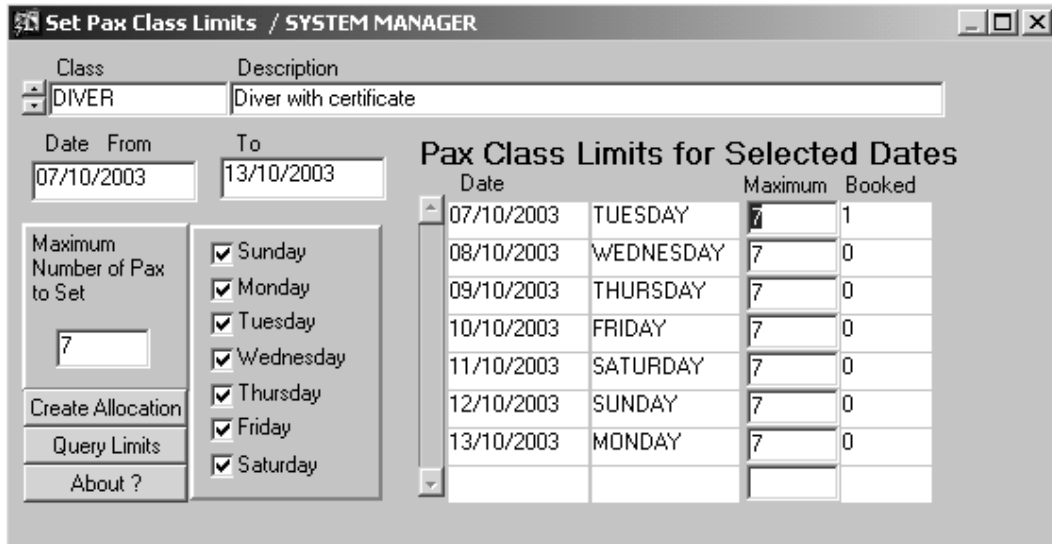 Set Pax Class Limits / SYSTEM MANAGER
Class Description
DIVER Diver with certificate
Date From To
07/10/2003 13/10/2003
Pax Class Limits for Selected Dates
Date Maximum Booked
07/10/2003 TUESDAY 7 1
08/10/2003 WEDNESDAY 7 0
09/10/2003 THURSDAY 7 0
10/10/2003 FRIDAY 7 0
11/10/2003 SATURDAY 7 0
12/10/2003 SUNDAY 7 0
13/10/2003 MONDAY 7 0
Maximum
Number of Pax
to Set
7
Create Allocation
Query Limits
About ?
Sunday
Monday
Tuesday
Wednesday
Thursday
Friday
Saturday